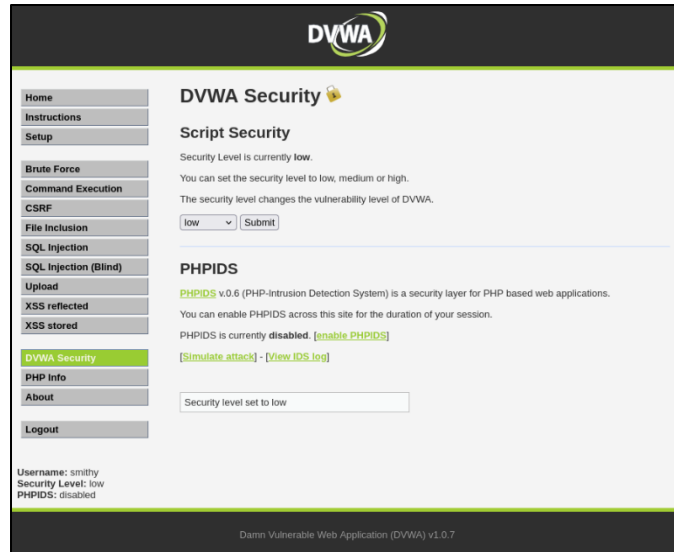 DVWA
Home
Instructions
Setup
Brute Force
Command Execution
CSRF
File Inclusion
SQL Injection
SQL Injection (Blind)
Upload
XSS reflected
XSS stored
DVWA Security
PHP Info
About
Logout
Username: smithy
Security Level: low
PHPIDS: disabled
DVWA Security
Script Security
Security Level is currently low.
You can set the security level to low, medium or high.
The security level changes the vulnerability level of DVWA.
low Submit
PHPIDS
PHPIDS v.0.6 (PHP-Intrusion Detection System) is a security layer for PHP based web applications.
You can enable PHPIDS across this site for the duration of your session.
PHPIDS is currently disabled. [enable PHPIDS]
[Simulate attack] - [View IDS log]
Security level set to low
Damn Vulnerable Web Application (DVWA) v1.0.7